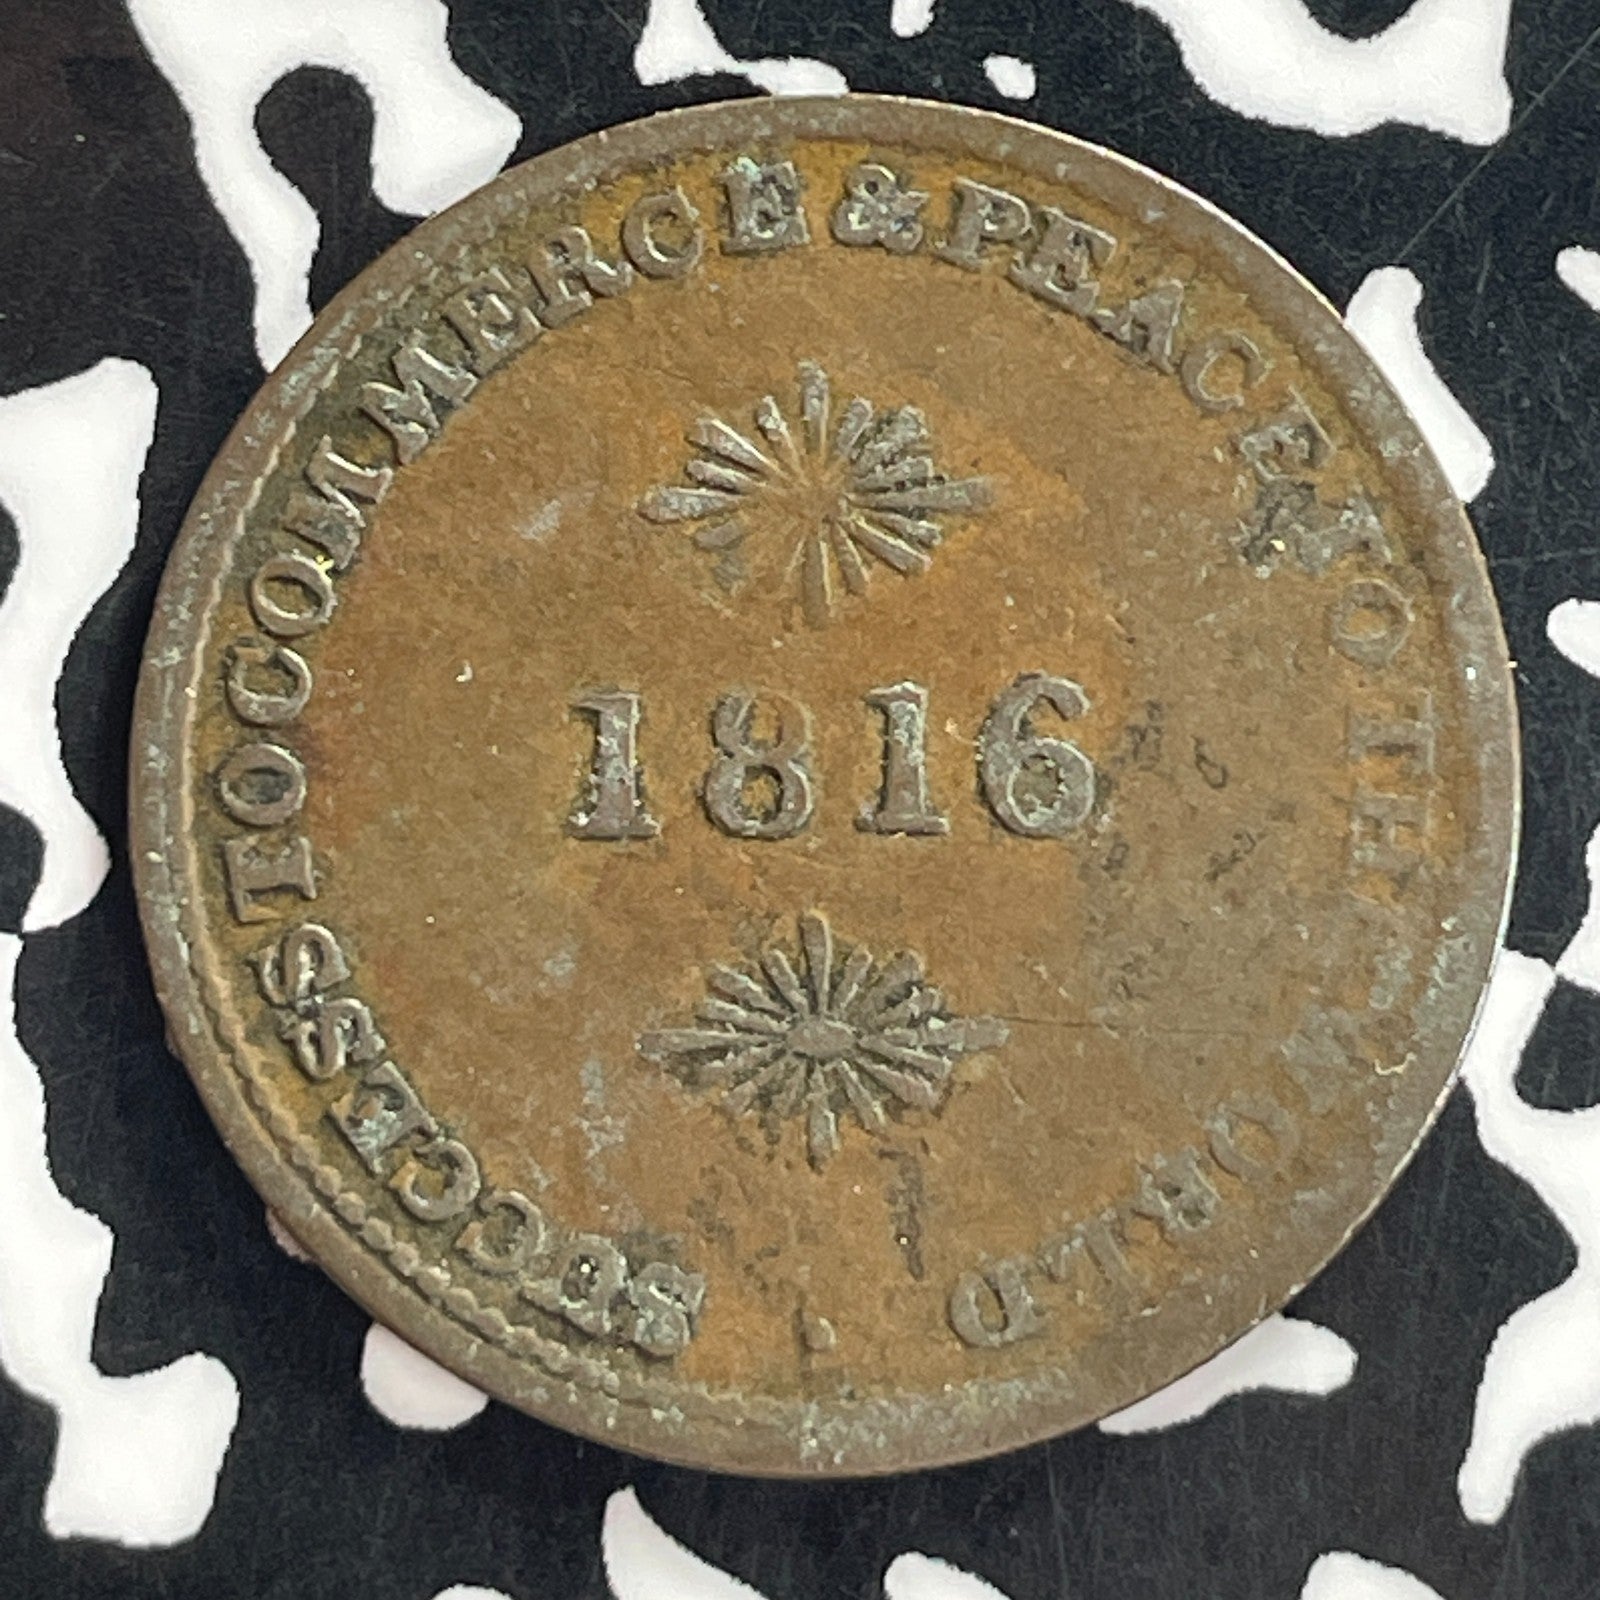 SUCCESS TO COMMERCE & PEACE TO THE WORLD
1816